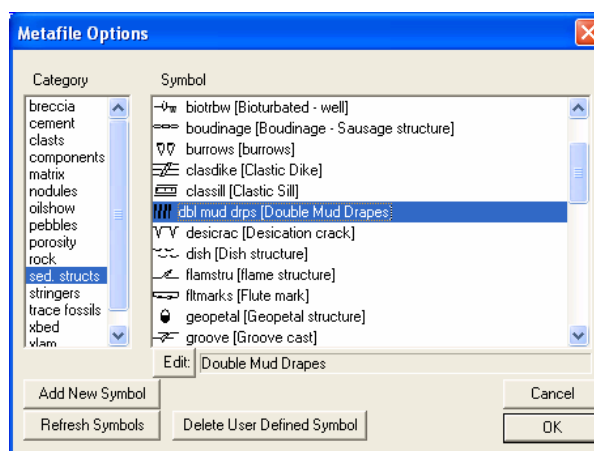 Metafile Options
Category
Symbol
breccia
cement
clasts
components
matrix
nodules
oilshow
pebbles
porosity
rock
sed. structs
stringers
trace fossils
xbed
xlam
biotrbw [Bioturbated - well]
boudinage [Boudinage - Sausage structure]
burrows [burrows]
clasdike [Clastic Dike]
classill [Clastic Sill]
dbl mud drps [Double Mud Drapes]
desicrac [Desication crack]
dish [Dish structure]
flamstru [flame structure]
fltmarks [Flute mark]
geopetal [Geopetal structure]
groove [Groove cast]
Edit: Double Mud Drapes
Add New Symbol
Cancel
Refresh Symbols
Delete User Defined Symbol
OK